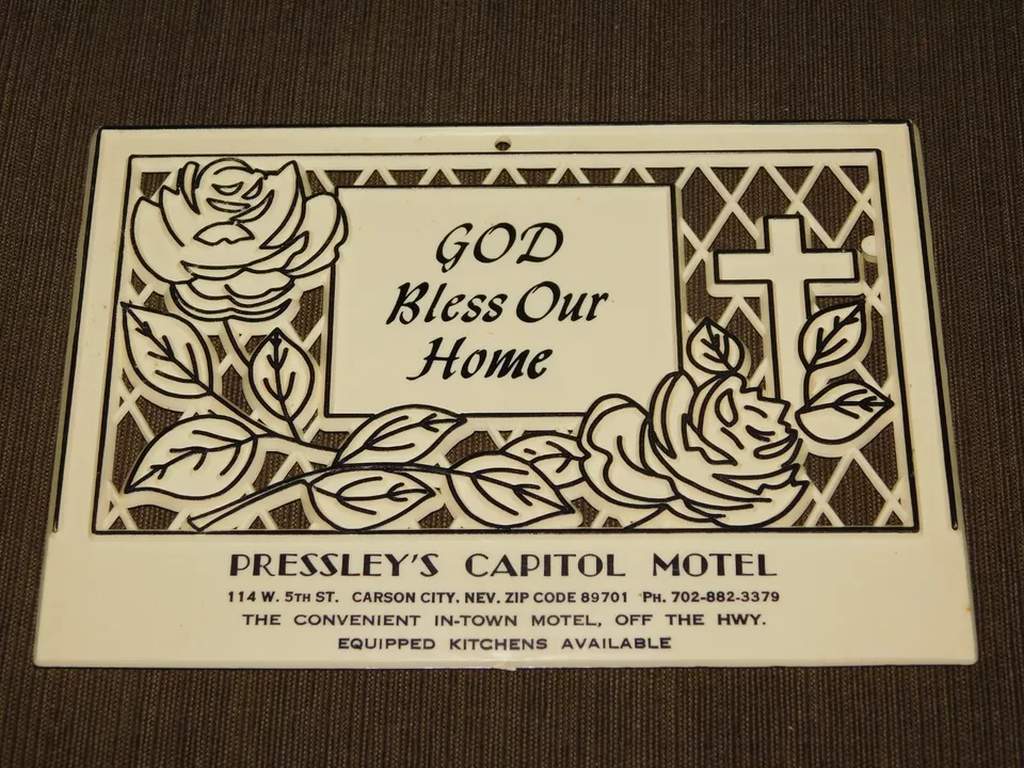 GOD
Bless Our
Home
PRESSLEY'S CAPITOL MOTEL
114 W. 5TH ST. CARSON CITY, NEV. ZIP CODE 89701 PH. 702-882-3379
THE CONVENIENT IN-TOWN MOTEL, OFF THE HWY.
EQUIPPED KITCHENS AVAILABLE